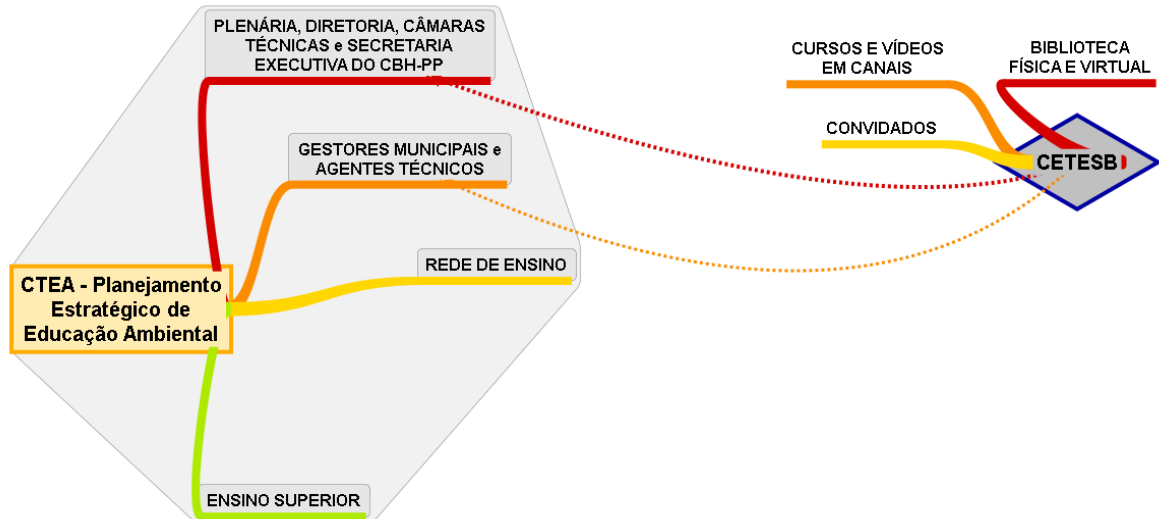 PLENÁRIA, DIRETORIA, CÂMARAS
TÉCNICAS e SECRETARIA
EXECUTIVA DO CBH-PP
CURSOS E VÍDEOS
EM CANAIS
BIBLIOTECA
FÍSICA E VIRTUAL
CONVIDADOS
CETESB
GESTORES MUNICIPAIS e
AGENTES TÉCNICOS
REDE DE ENSINO
CTEA - Planejamento
Estratégico de
Educação Ambiental
ENSINO SUPERIOR